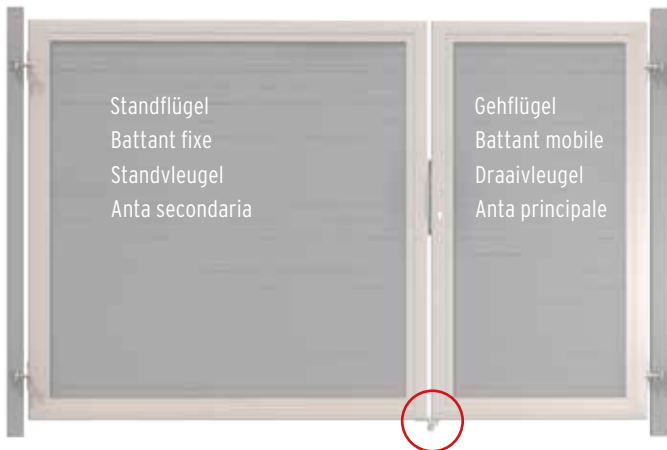 Standflügel
Battant fixe
Standvleugel
Anta secondaria
Gehflügel
Battant mobile
Draaivleugel
Anta principale